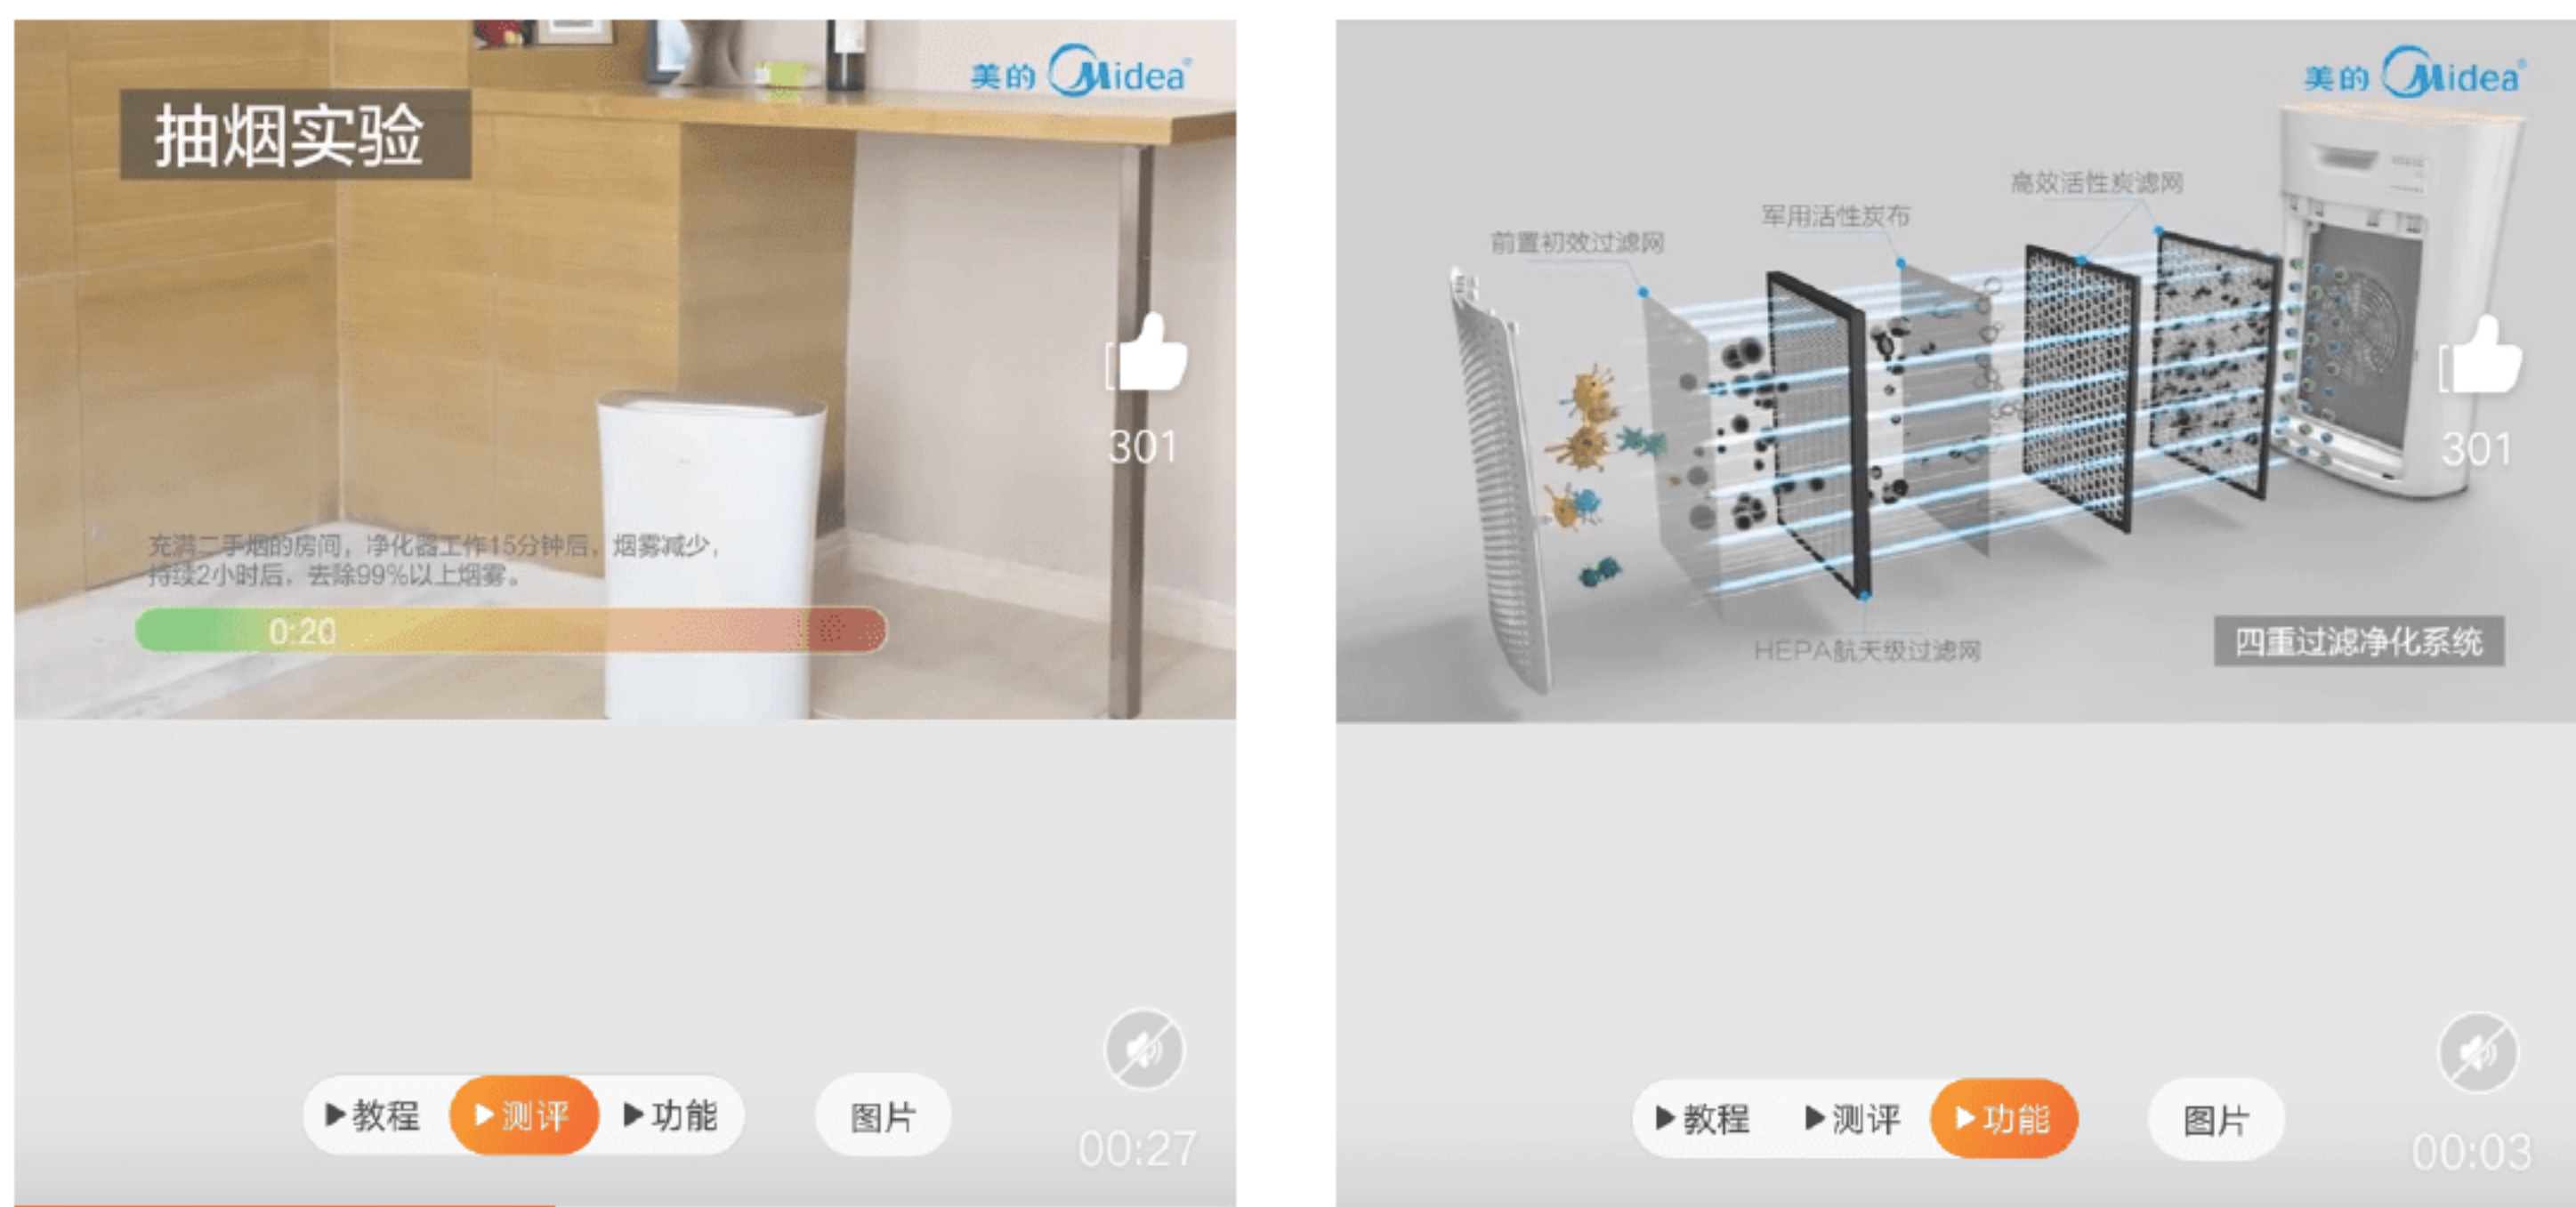 美的 Midea
抽烟实验
301
充满二手烟的房间，净化器工作15分钟后，烟雾减少，
持续2小时后，去除99%以上烟雾。
0:20
教程
测评
功能
图片
00:27
美的 Midea
高效活性炭滤网
军用活性炭布
前置初效过滤网
301
HEPA航天级过滤网
四重过滤净化系统
教程
测评
功能
图片
00:03